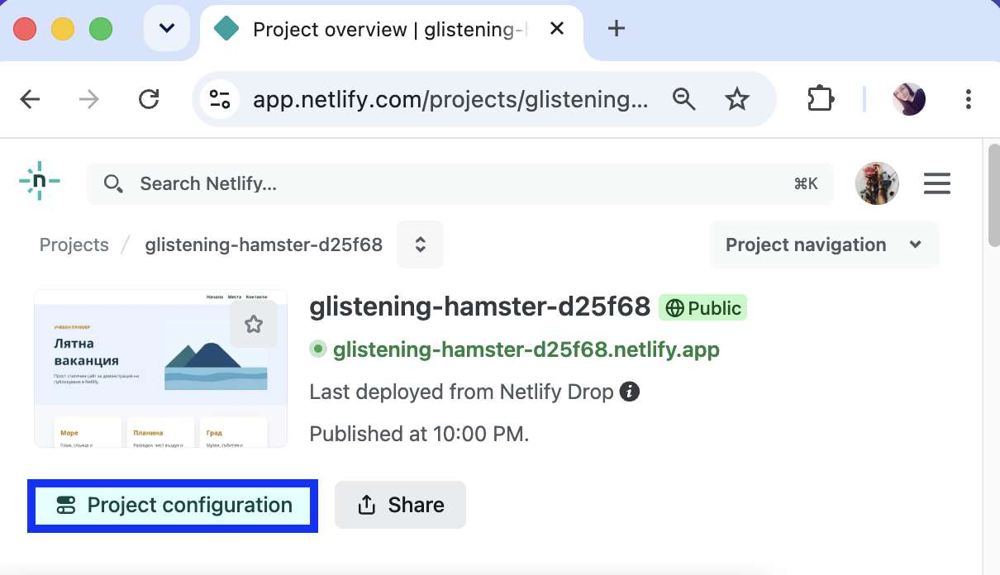 Project overview | glistening-h
app.netlify.com/projects/glistening...
Search Netlify... ⌘K
Projects / glistening-hamster-d25f68
Project navigation
Начало Места Контакти
УЧЕБЕН ПРИМЕР
Лятна
ваканция
Прост статичен сайт за демонстрация на
публикуване в Netlify.
Море
Планина
Град
Плаж, слънце и
Разходки, чист въздух и
Музеи, събития и
glistening-hamster-d25f68 Public
glistening-hamster-d25f68.netlify.app
Last deployed from Netlify Drop
Published at 10:00 PM.
Project configuration
Share